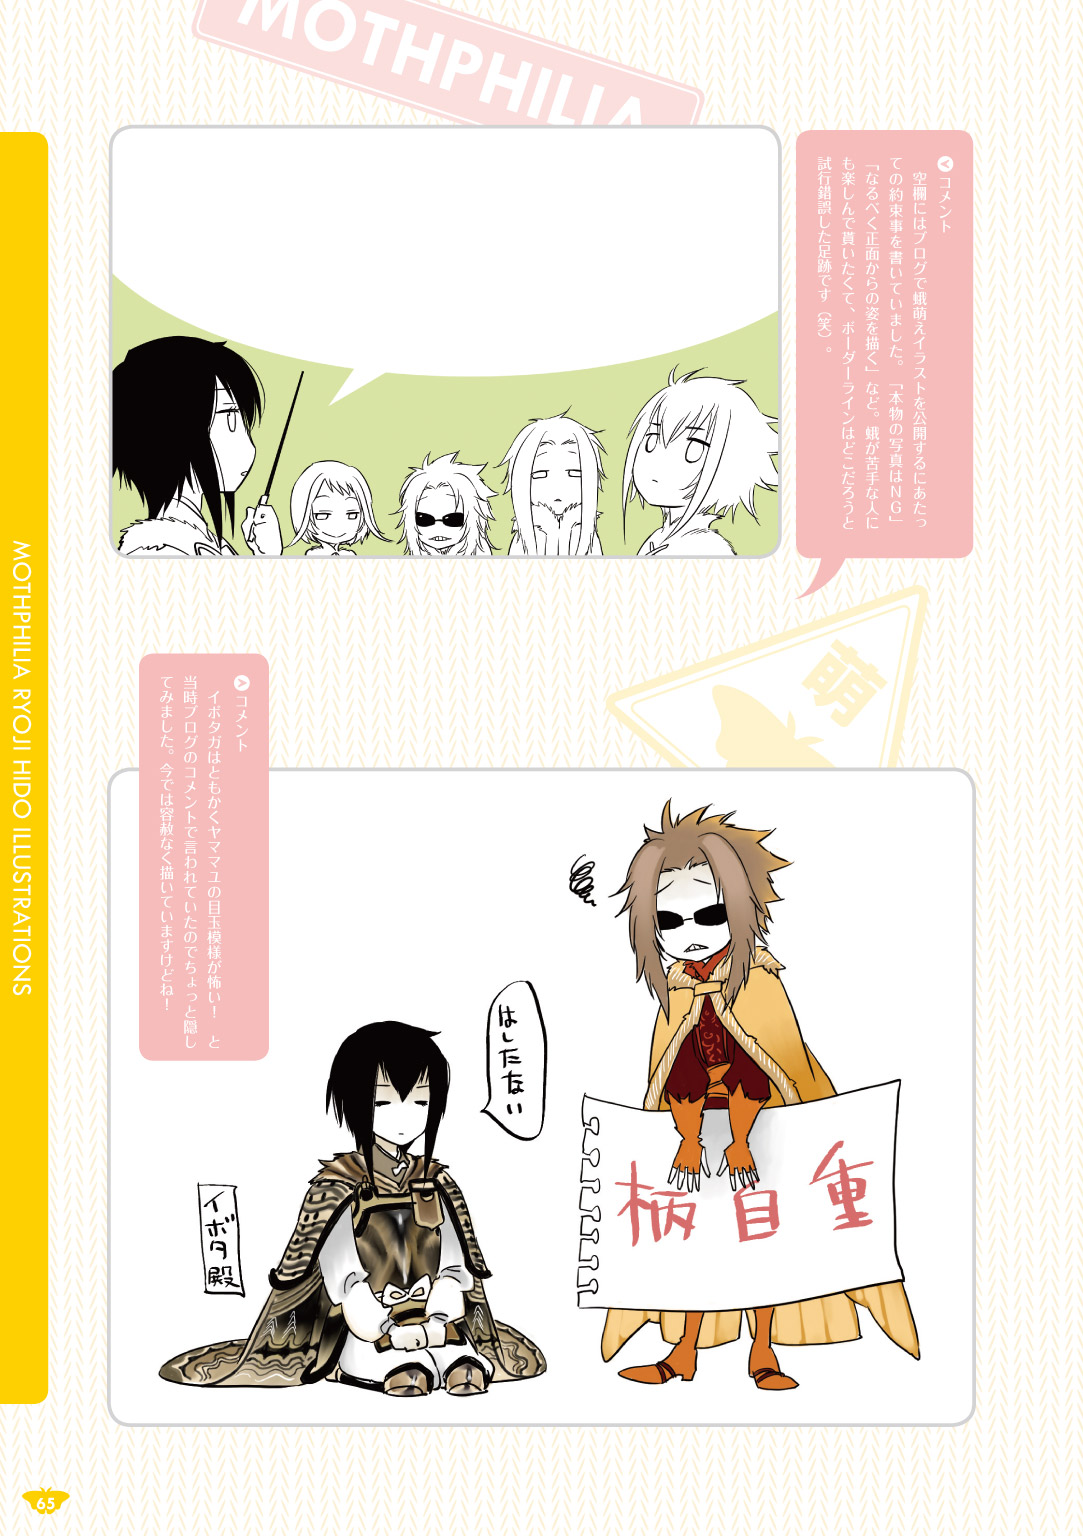 MOTHPHILIA
コメント
空欄にはブログで蛾萌えイラストを公開するにあたっ
ての約束事を書いていました。「本物の写真はNG」
「なるべく正面からの姿を描く」など。蛾が苦手な人に
も楽しんで貰いたくて、ボーダーラインはどこだろうと
試行錯誤した足跡です（笑）。
萌
コメント
イボタガはともかくヤママユの目玉模様が怖い！　と
当時ブログのコメントで言われていたのでちょっと隠し
てみました。今では容赦なく描いていますけどね！
はしたない
イボタ殿
柄自重
MOTHPHILIA RYOJI HIDO ILLUSTRATIONS
65